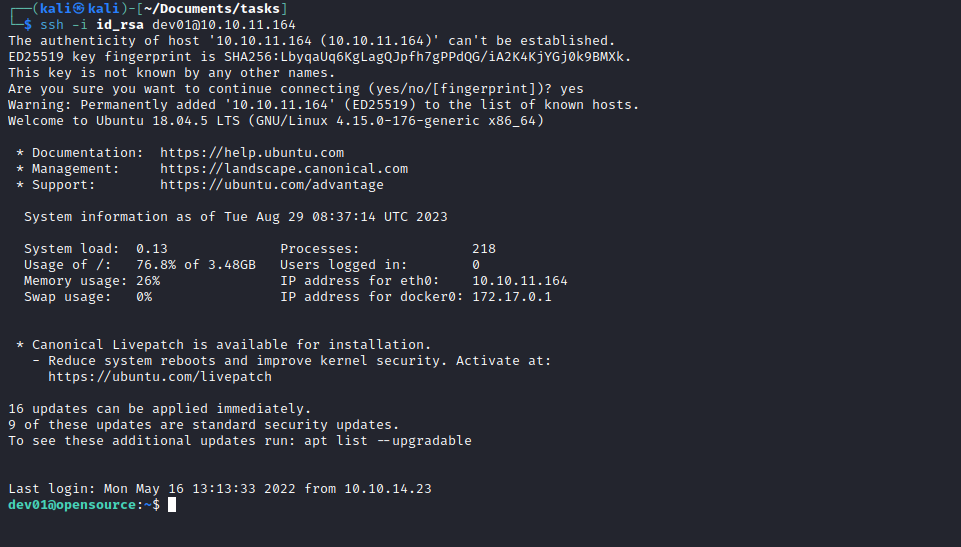 ┌──(kali㉿kali)-[~/Documents/tasks]
└─$ ssh -i id_rsa dev01@10.10.11.164
The authenticity of host '10.10.11.164 (10.10.11.164)' can't be established.
ED25519 key fingerprint is SHA256:LbyqaUq6KgLagQJpfh7gPPdQG/iA2K4KjYGj0k9BMXk.
This key is not known by any other names.
Are you sure you want to continue connecting (yes/no/[fingerprint])? yes
Warning: Permanently added '10.10.11.164' (ED25519) to the list of known hosts.
Welcome to Ubuntu 18.04.5 LTS (GNU/Linux 4.15.0-176-generic x86_64)

 * Documentation:  https://help.ubuntu.com
 * Management:     https://landscape.canonical.com
 * Support:        https://ubuntu.com/advantage

  System information as of Tue Aug 29 08:37:14 UTC 2023

  System load:  0.13              Processes:              218
  Usage of /:   76.8% of 3.48GB   Users logged in:        0
  Memory usage: 26%               IP address for eth0:    10.10.11.164
  Swap usage:   0%                IP address for docker0: 172.17.0.1


 * Canonical Livepatch is available for installation.
   - Reduce system reboots and improve kernel security. Activate at:
     https://ubuntu.com/livepatch

16 updates can be applied immediately.
9 of these updates are standard security updates.
To see these additional updates run: apt list --upgradable


Last login: Mon May 16 13:13:33 2022 from 10.10.14.23
dev01@opensource:~$